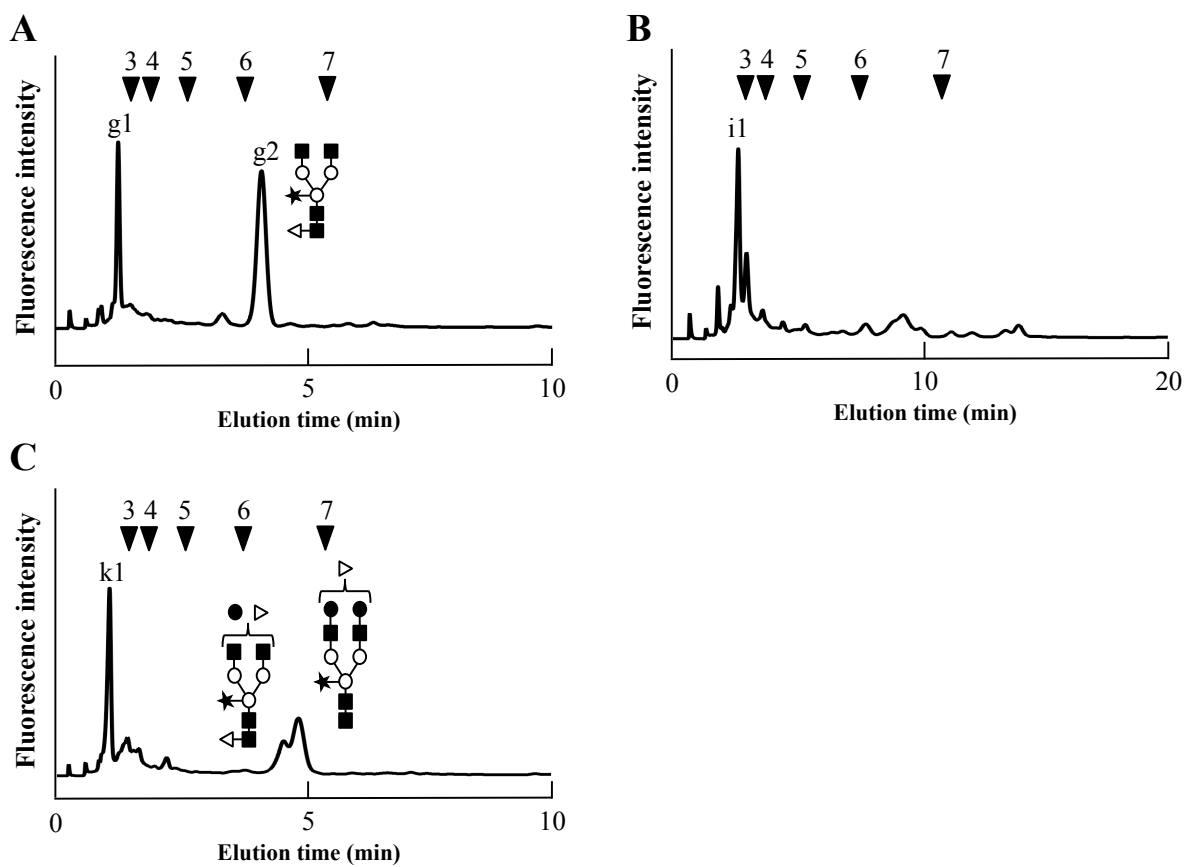 A
3 4 5 6 7
g1
g2
Fluorescence intensity
0 5 10
Elution time (min)
B
3 4 5 6 7
i1
Fluorescence intensity
0 10 20
Elution time (min)
C
3 4 5 6 7
k1
Fluorescence intensity
0 5 10
Elution time (min)